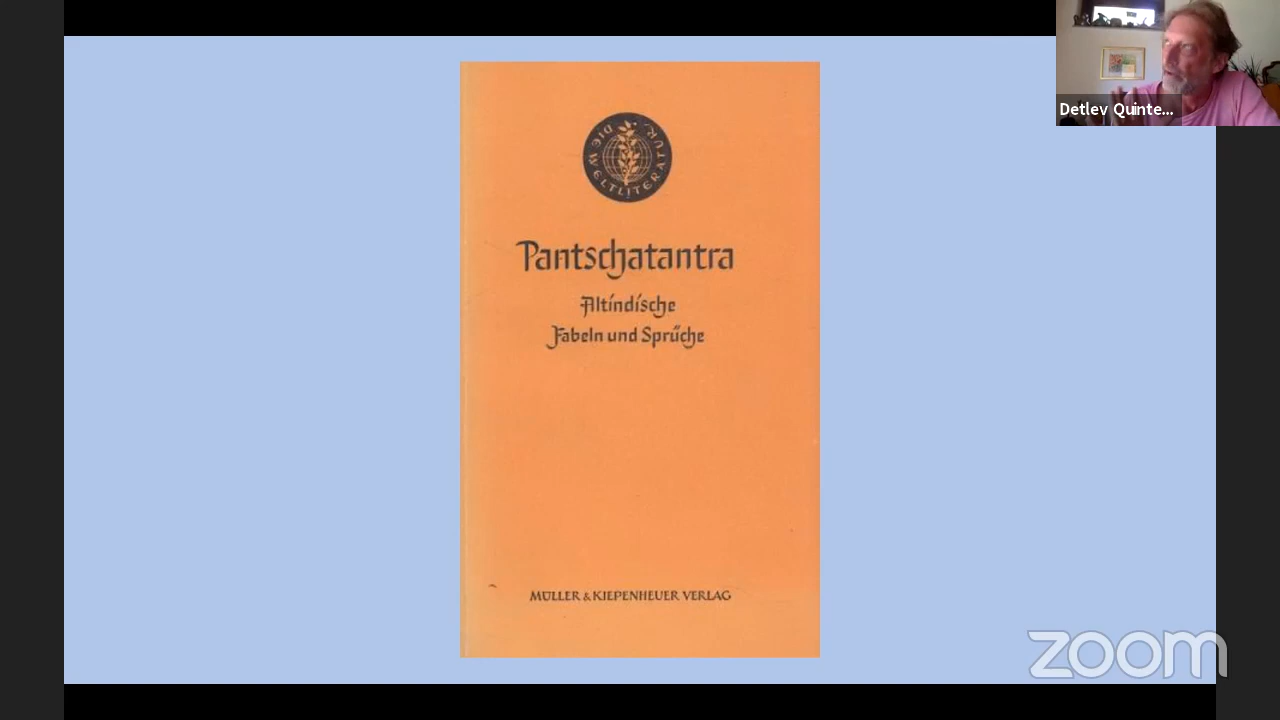 DIE WELTLITERATUR
Pantschatantra
Altindische
Fabeln und Sprüche
MÜLLER & KIEPENHEUER VERLAG
Detlev Quinte...
zoom